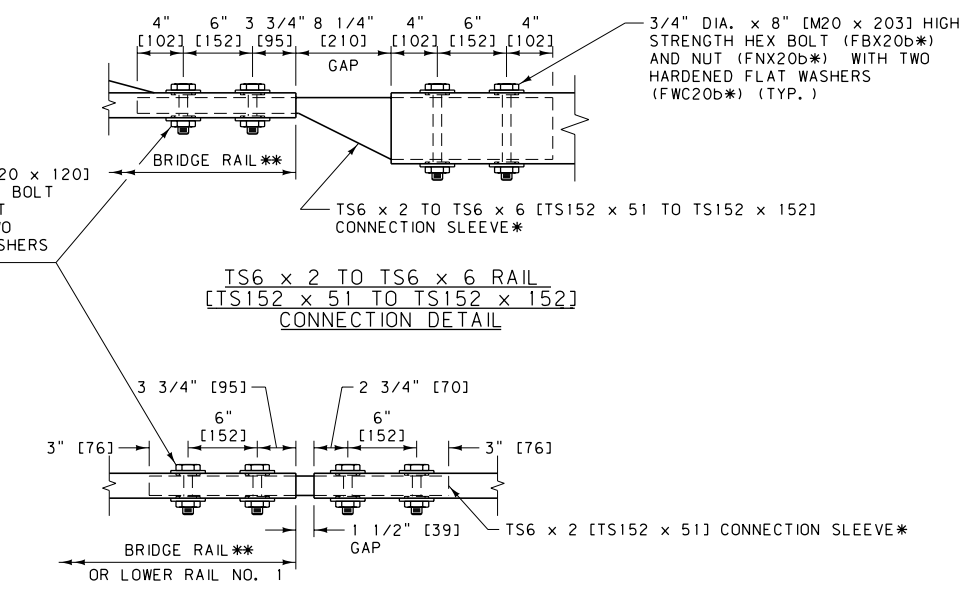 4" 6" 3 3/4" 8 1/4" 4" 6" 4"
[102] [152] [95] [210] [102] [152] [102]
GAP
3/4" DIA. x 8" [M20 x 203] HIGH
STRENGTH HEX BOLT (FBX20b*)
AND NUT (FNX20b*) WITH TWO
HARDENED FLAT WASHERS
(FWC20b*) (TYP.)
BRIDGE RAIL**
20 x 120]
BOLT
SHERS
TS6 x 2 TO TS6 x 6 [TS152 x 51 TO TS152 x 152]
CONNECTION SLEEVE*
TS6 x 2 TO TS6 x 6 RAIL
[TS152 x 51 TO TS152 x 152]
CONNECTION DETAIL
3 3/4" [95] 2 3/4" [70]
6" 6"
[152] [152]
3" [76] 3" [76]
1 1/2" [39]
GAP
TS6 x 2 [TS152 x 51] CONNECTION SLEEVE*
BRIDGE RAIL**
OR LOWER RAIL NO. 1